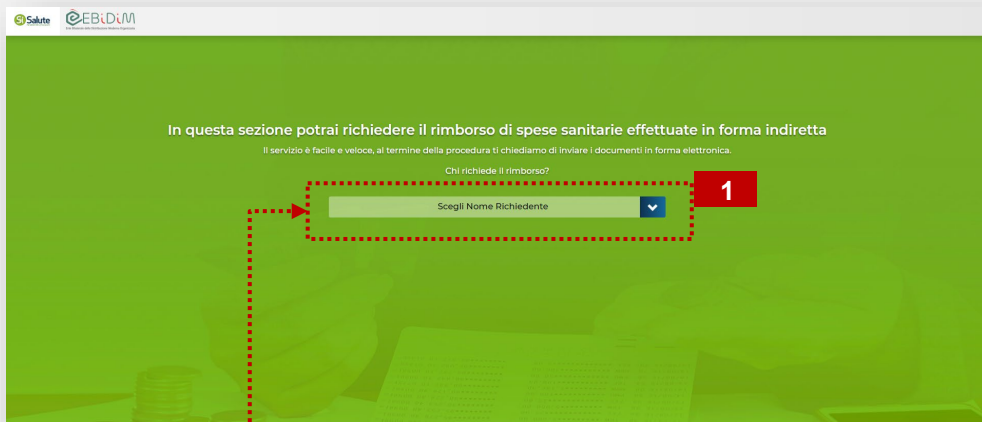 Si Salute EBiDiM
In questa sezione potrai richiedere il rimborso di spese sanitarie effettuate in forma indiretta
Il servizio è facile e veloce, al termine della procedura ti chiediamo di inviare i documenti in forma elettronica.
Chi richiede il rimborso?
1
Scegli Nome Richiedente